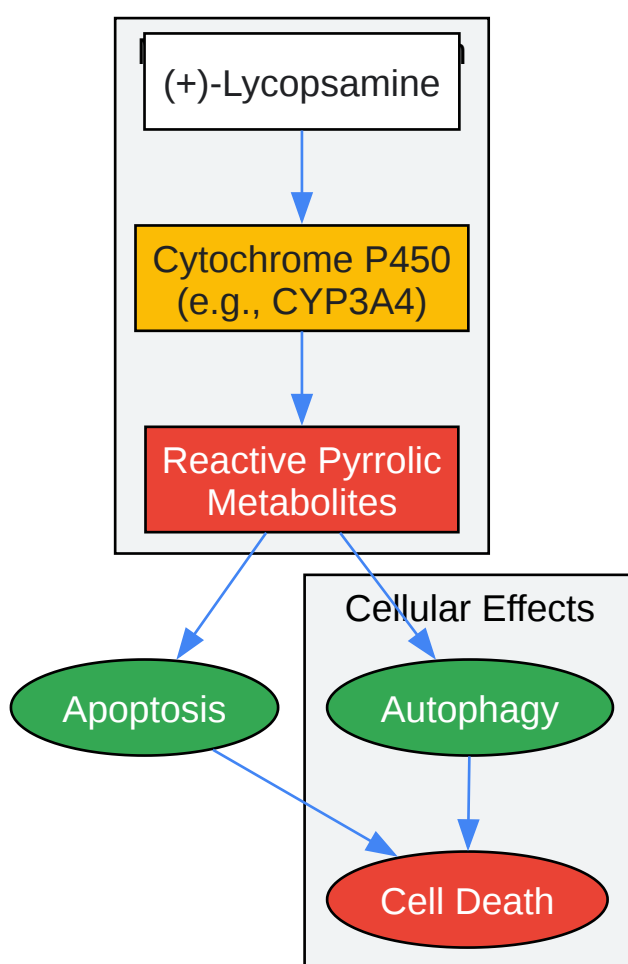 (+)-Lycopsamine
Cytochrome P450
(e.g., CYP3A4)
Reactive Pyrrolic
Metabolites
Cellular Effects
Apoptosis
Autophagy
Cell Death